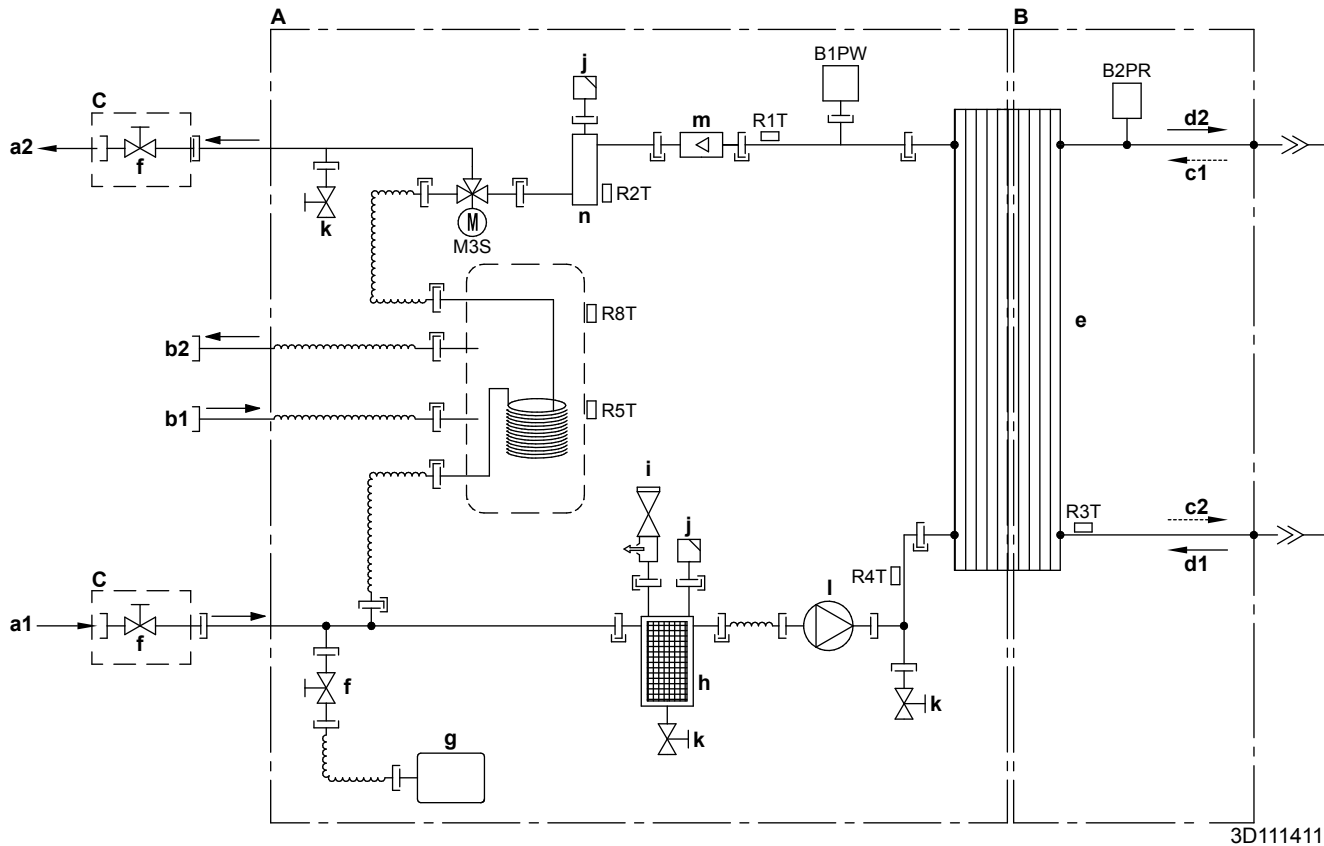 A
B
B1PW
B2PR
j
C
R1T
m
d2
a2
f
c1
R2T
k
n
M
M3S
R8T
e
b2
b1
R5T
i
j
R3T
c2
C
l
R4T
d1
a1
f
f
h
k
k
g
3D111411